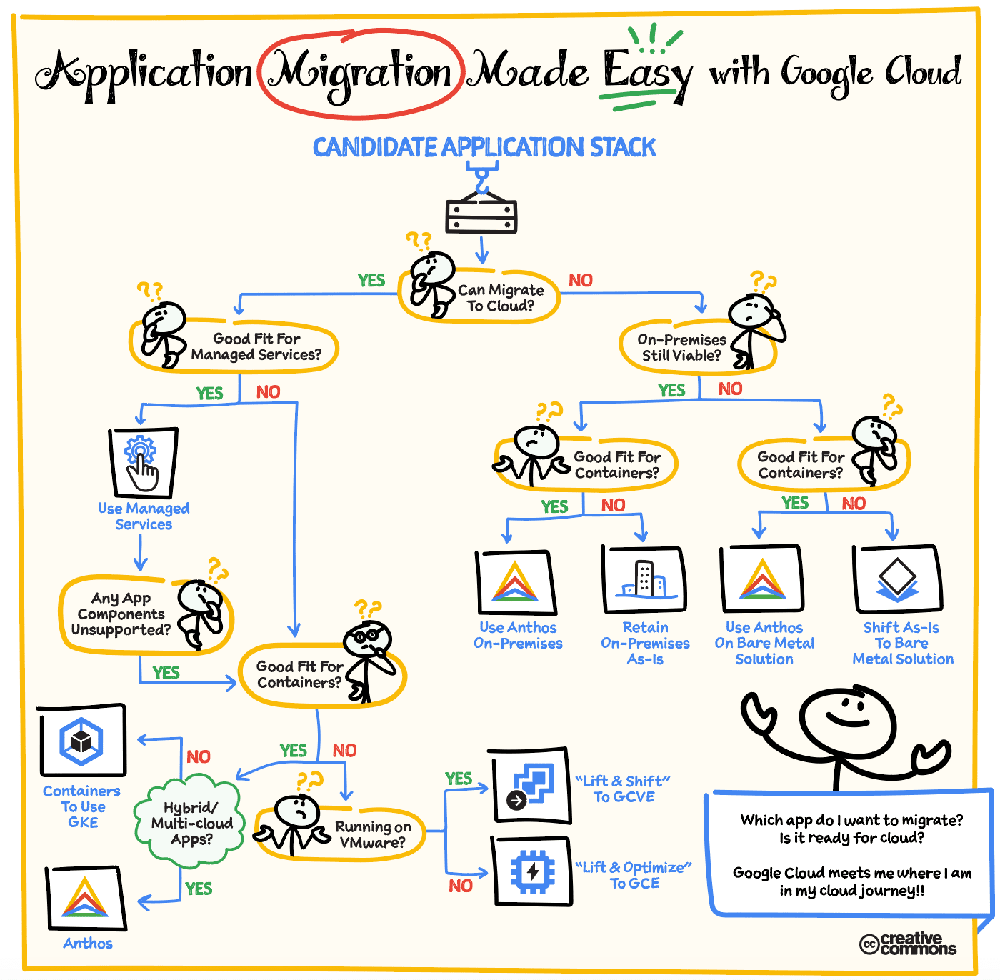 Application Migration Made Easy with Google Cloud
CANDIDATE APPLICATION STACK
??
Can Migrate
To Cloud?
YES
NO
??
Good Fit For
Managed Services?
YES
NO
Use Managed
Services
??
Any App
Components
Unsupported?
YES
??
Good Fit For
Containers?
YES
NO
Hybrid/
Multi-cloud
Apps?
NO
Containers
To Use
GKE
YES
Anthos
??
Running on
VMware?
YES
"Lift & Shift"
To GCVE
NO
"Lift & Optimize"
To GCE
??
On-Premises
Still Viable?
YES
NO
??
Good Fit For
Containers?
YES
NO
Use Anthos
On-Premises
Retain
On-Premises
As-Is
??
Good Fit For
Containers?
YES
NO
Use Anthos
On Bare Metal
Solution
Shift As-Is
To Bare
Metal Solution
Which app do I want to migrate?
Is it ready for cloud?
Google Cloud meets me where I am
in my cloud journey!!
cc creative
commons